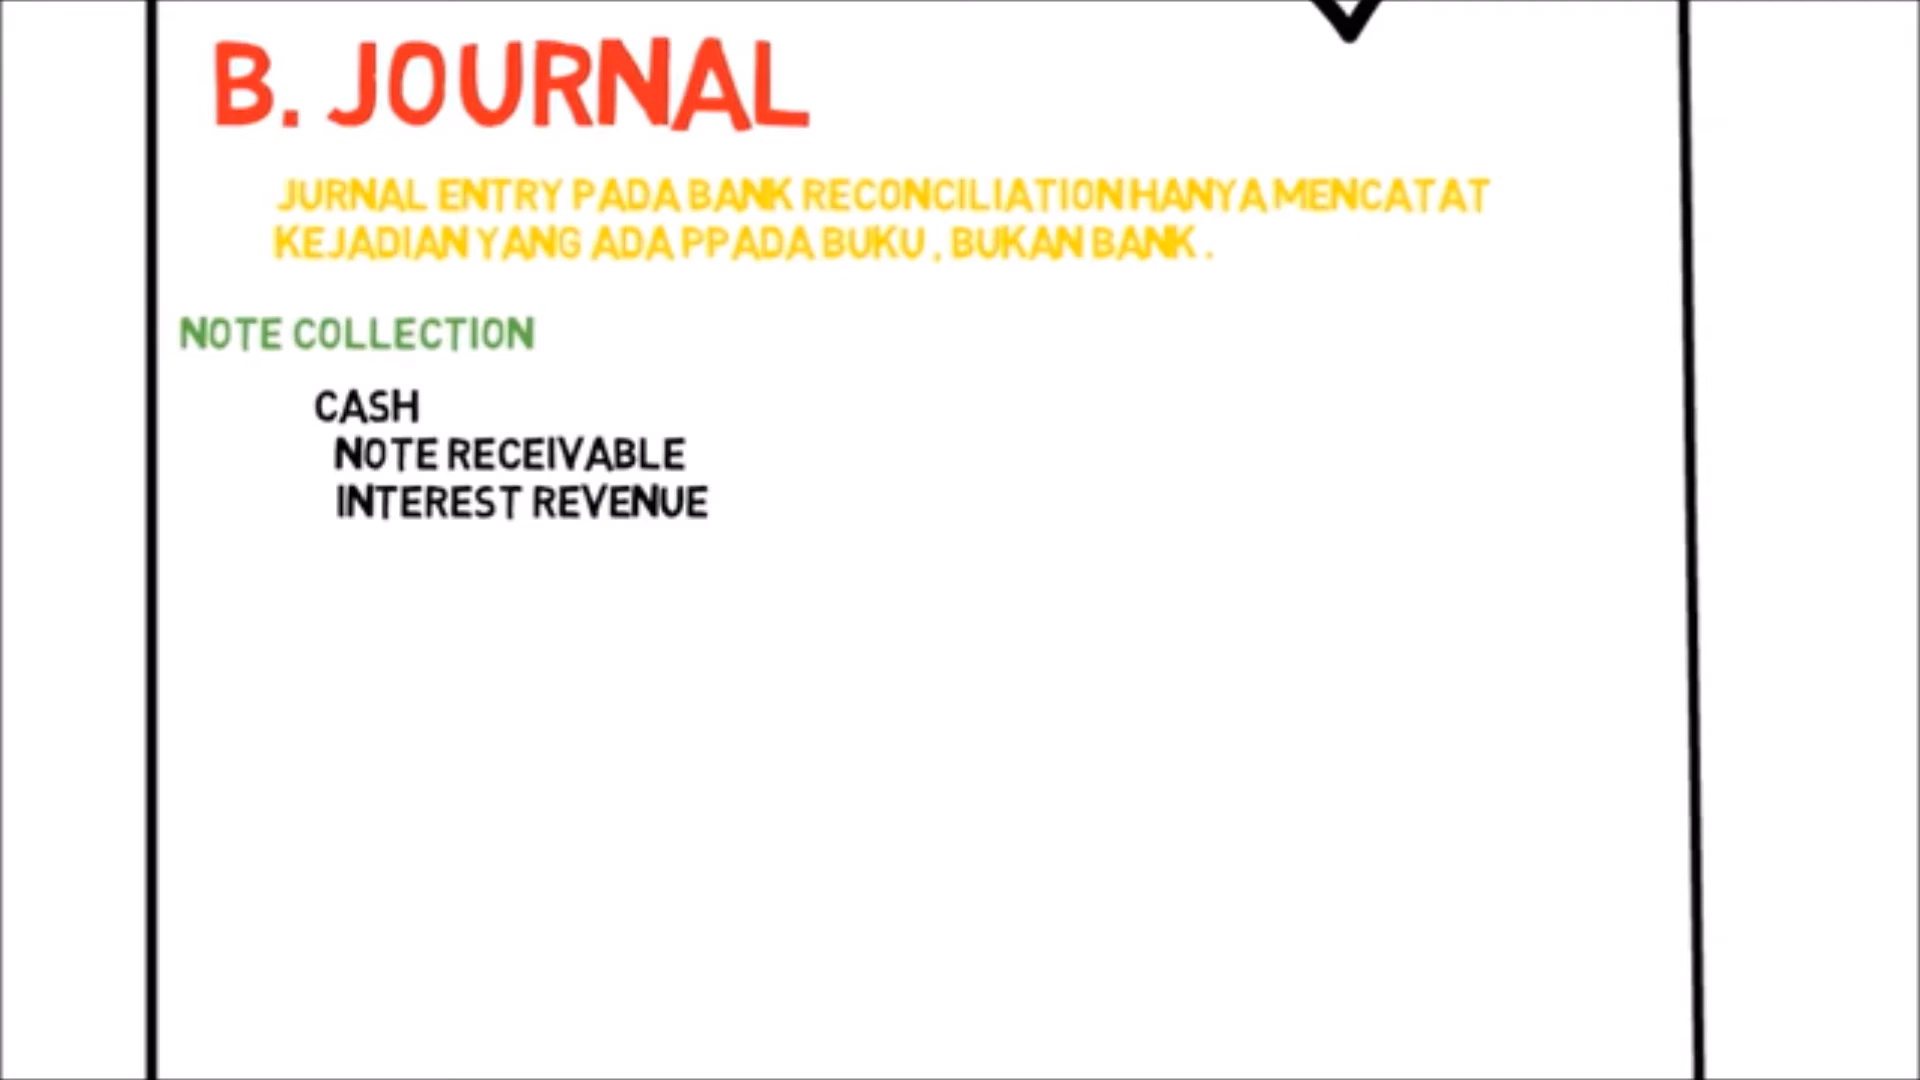 B. JOURNAL
JURNAL ENTRY PADA BANK RECONCILIATION HANYA MENCATAT
KEJADIAN YANG ADA PPADA BUKU , BUKAN BANK .
NOTE COLLECTION
CASH
NOTE RECEIVABLE
INTEREST REVENUE